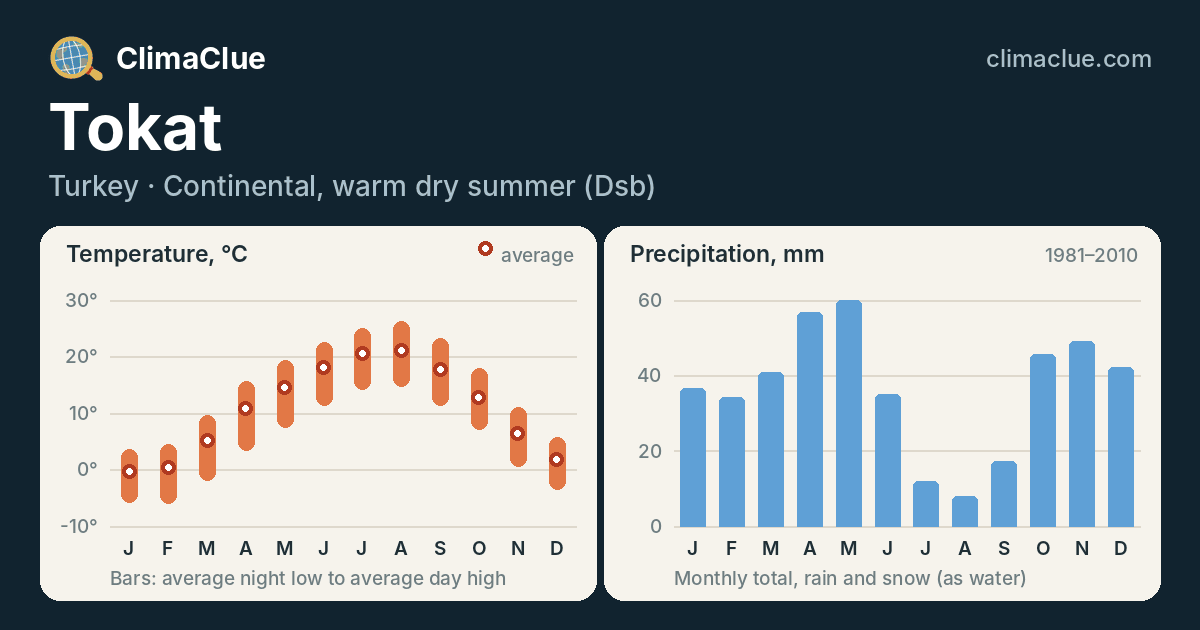 ClimaClue
climaclue.com
Tokat
Turkey · Continental, warm dry summer (Dsb)
Temperature, °C
average
30°
20°
10°
0°
-10°
J F M A M J J A S O N D
Bars: average night low to average day high
Precipitation, mm
1981–2010
60
40
20
0
J F M A M J J A S O N D
Monthly total, rain and snow (as water)